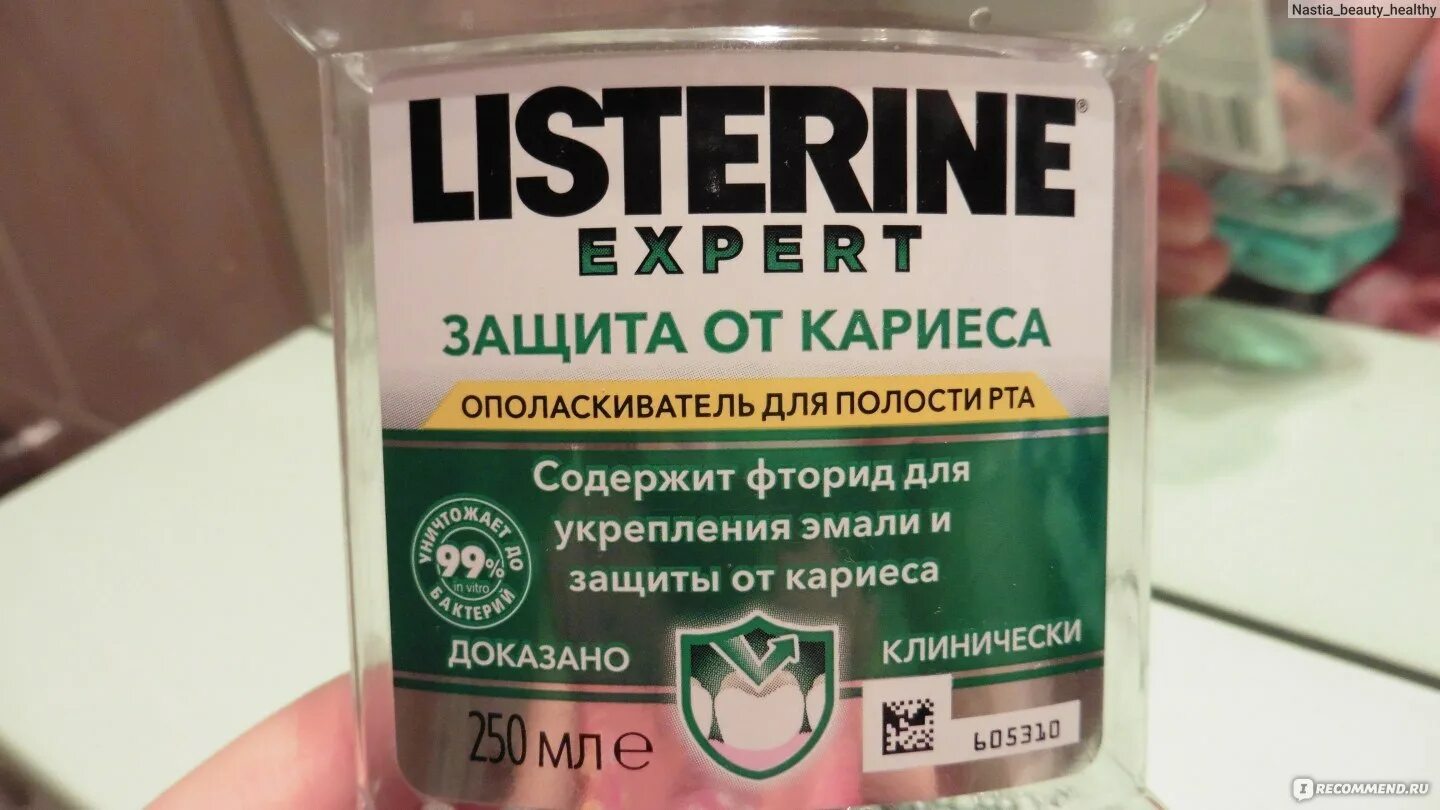 Nastia_beauty_healthy
LISTERINE®
EXPERT
ЗАЩИТА ОТ КАРИЕСА
ОПОЛАСКИВАТЕЛЬ ДЛЯ ПОЛОСТИ РТА
Содержит фторид для
укрепления эмали и
защиты от кариеса
УНИЧТОЖАЕТ ДО
99%
in vitro
БАКТЕРИЙ
ДОКАЗАНО КЛИНИЧЕСКИ
250 мл e
605310
IRECOMMEND.RU